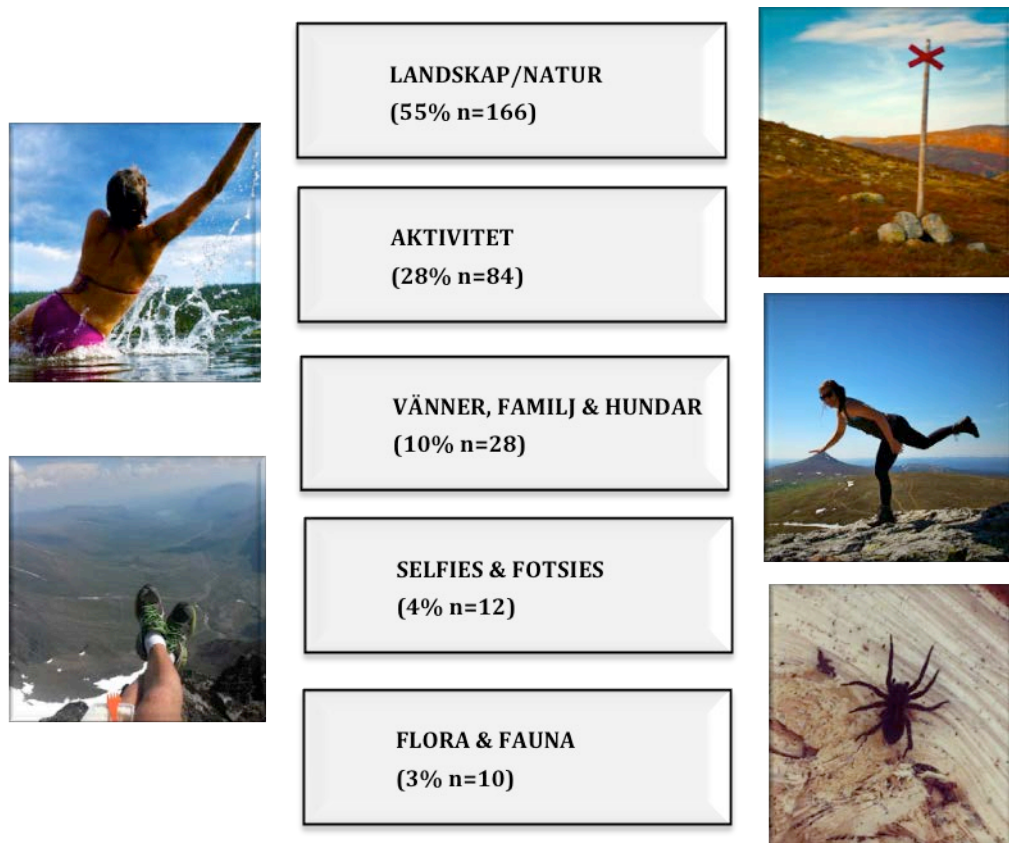 LANDSKAP/NATUR
(55% n=166)
AKTIVITET
(28% n=84)
VÄNNER, FAMILJ & HUNDAR
(10% n=28)
SELFIES & FOTSIES
(4% n=12)
FLORA & FAUNA
(3% n=10)